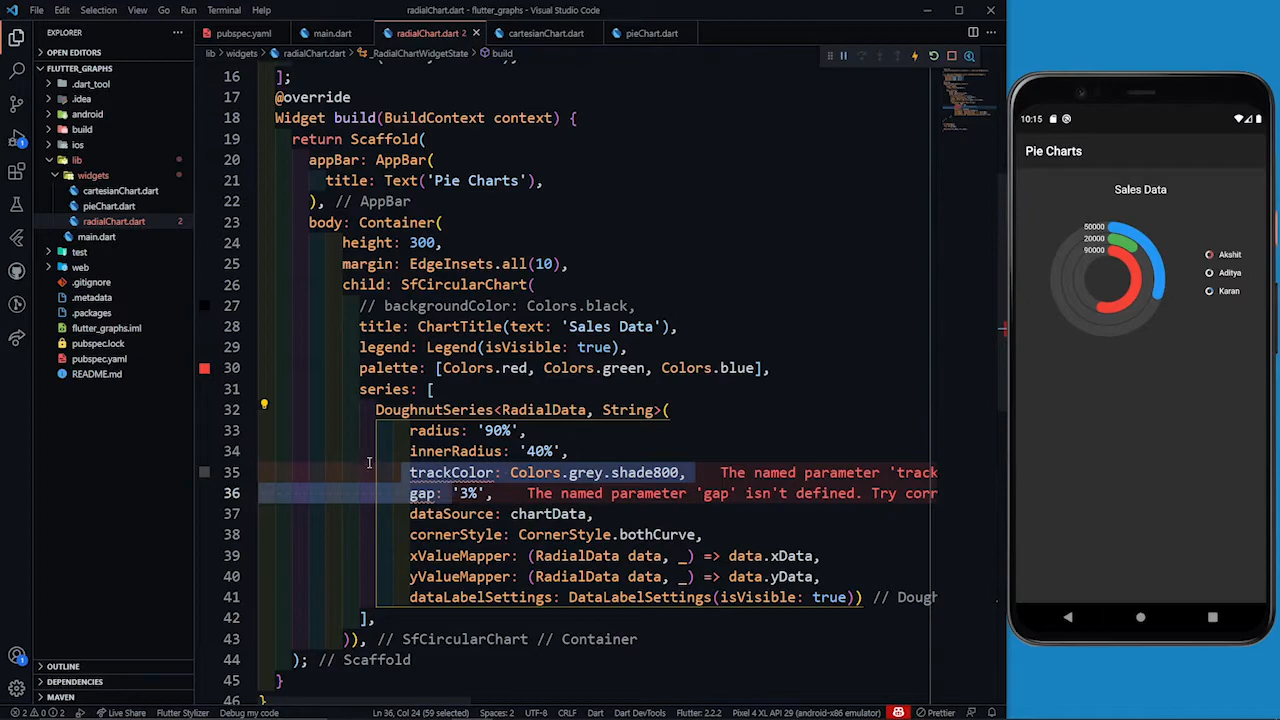 File Edit Selection View Go Run Terminal Help
radialChart.dart - flutter_graphs - Visual Studio Code
EXPLORER
pubspec.yaml
main.dart
radialChart.dart 2
cartesianChart.dart
pieChart.dart
OPEN EDITORS
lib > widgets > radialChart.dart > _RadialChartWidgetState > build
FLUTTER_GRAPHS
.dart_tool
.idea
android
build
ios
lib
widgets
cartesianChart.dart
pieChart.dart
radialChart.dart 2
main.dart
test
web
.gitignore
.metadata
.packages
flutter_graphs.iml
pubspec.lock
pubspec.yaml
README.md
OUTLINE
DEPENDENCIES
MAVEN
16 ];
17 @override
18 Widget build(BuildContext context) {
19 return Scaffold(
20 appBar: AppBar(
21 title: Text('Pie Charts'),
22 ), // AppBar
23 body: Container(
24 height: 300,
25 margin: EdgeInsets.all(10),
26 child: SfCircularChart(
27 // backgroundColor: Colors.black,
28 title: ChartTitle(text: 'Sales Data'),
29 legend: Legend(isVisible: true),
30 palette: [Colors.red, Colors.green, Colors.blue],
31 series: [
32 DoughnutSeries<RadialData, String>(
33 radius: '90%',
34 innerRadius: '40%',
35 trackColor: Colors.grey.shade800, The named parameter 'track
36 gap: '3%', The named parameter 'gap' isn't defined. Try corr
37 dataSource: chartData,
38 cornerStyle: CornerStyle.bothCurve,
39 xValueMapper: (RadialData data, _) => data.xData,
40 yValueMapper: (RadialData data, _) => data.yData,
41 dataLabelSettings: DataLabelSettings(isVisible: true)) // Dough
42 ],
43 )), // SfCircularChart // Container
44 ); // Scaffold
45 }
46 }
10:15
Pie Charts
Sales Data
50000
20000
90000
Akshit
Aditya
Karan
2 0 2 Live Share Flutter Stylizer Debug my code
Ln 36, Col 24 (59 selected) Spaces: 2 UTF-8 CRLF Dart Dart DevTools Flutter: 2.2.2 Pixel 4 XL API 29 (android-x86 emulator) Prettier